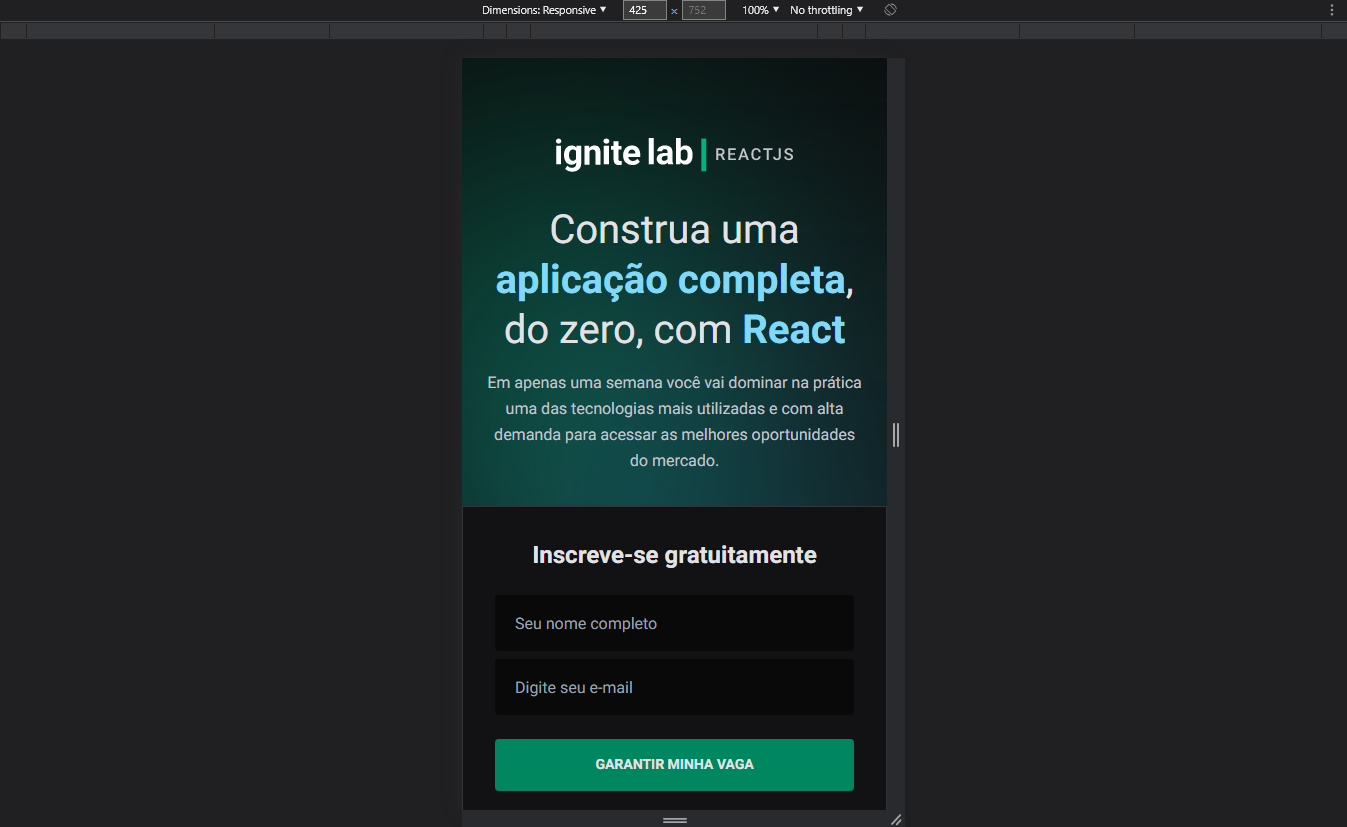 Dimensions: Responsive ▼ 425 × 752 100% ▼ No throttling ▼
ignite lab | REACTJS
Construa uma
aplicação completa,
do zero, com React
Em apenas uma semana você vai dominar na prática
uma das tecnologias mais utilizadas e com alta
demanda para acessar as melhores oportunidades
do mercado.
Inscreve-se gratuitamente
Seu nome completo
Digite seu e-mail
GARANTIR MINHA VAGA